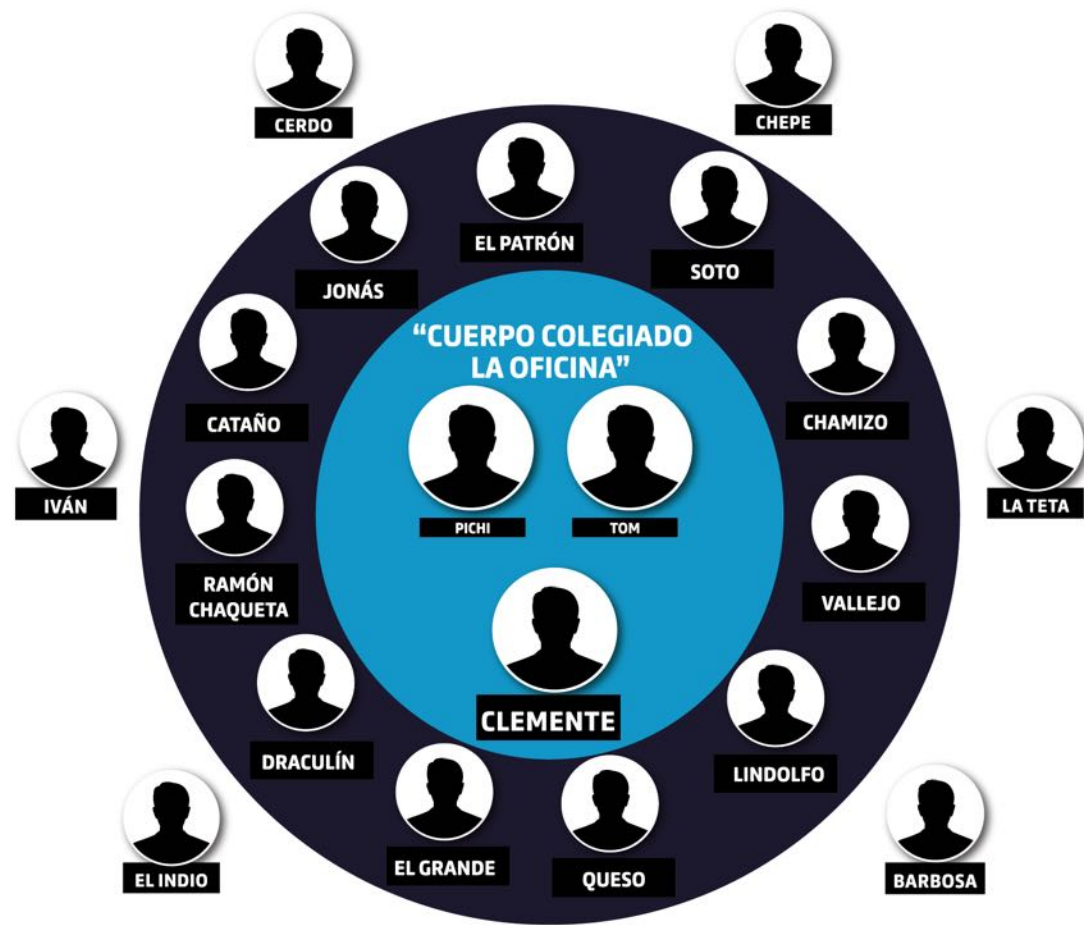 CERDO
CHEPE
EL PATRÓN
SOTO
JONÁS
“CUERPO COLEGIADO
LA OFICINA”
CATAÑO
CHAMIZO
IVÁN
LA TETA
PICHI
TOM
RAMÓN
CHAQUETA
VALLEJO
CLEMENTE
DRACULÍN
LINDOLFO
EL GRANDE
QUESO
EL INDIO
BARBOSA